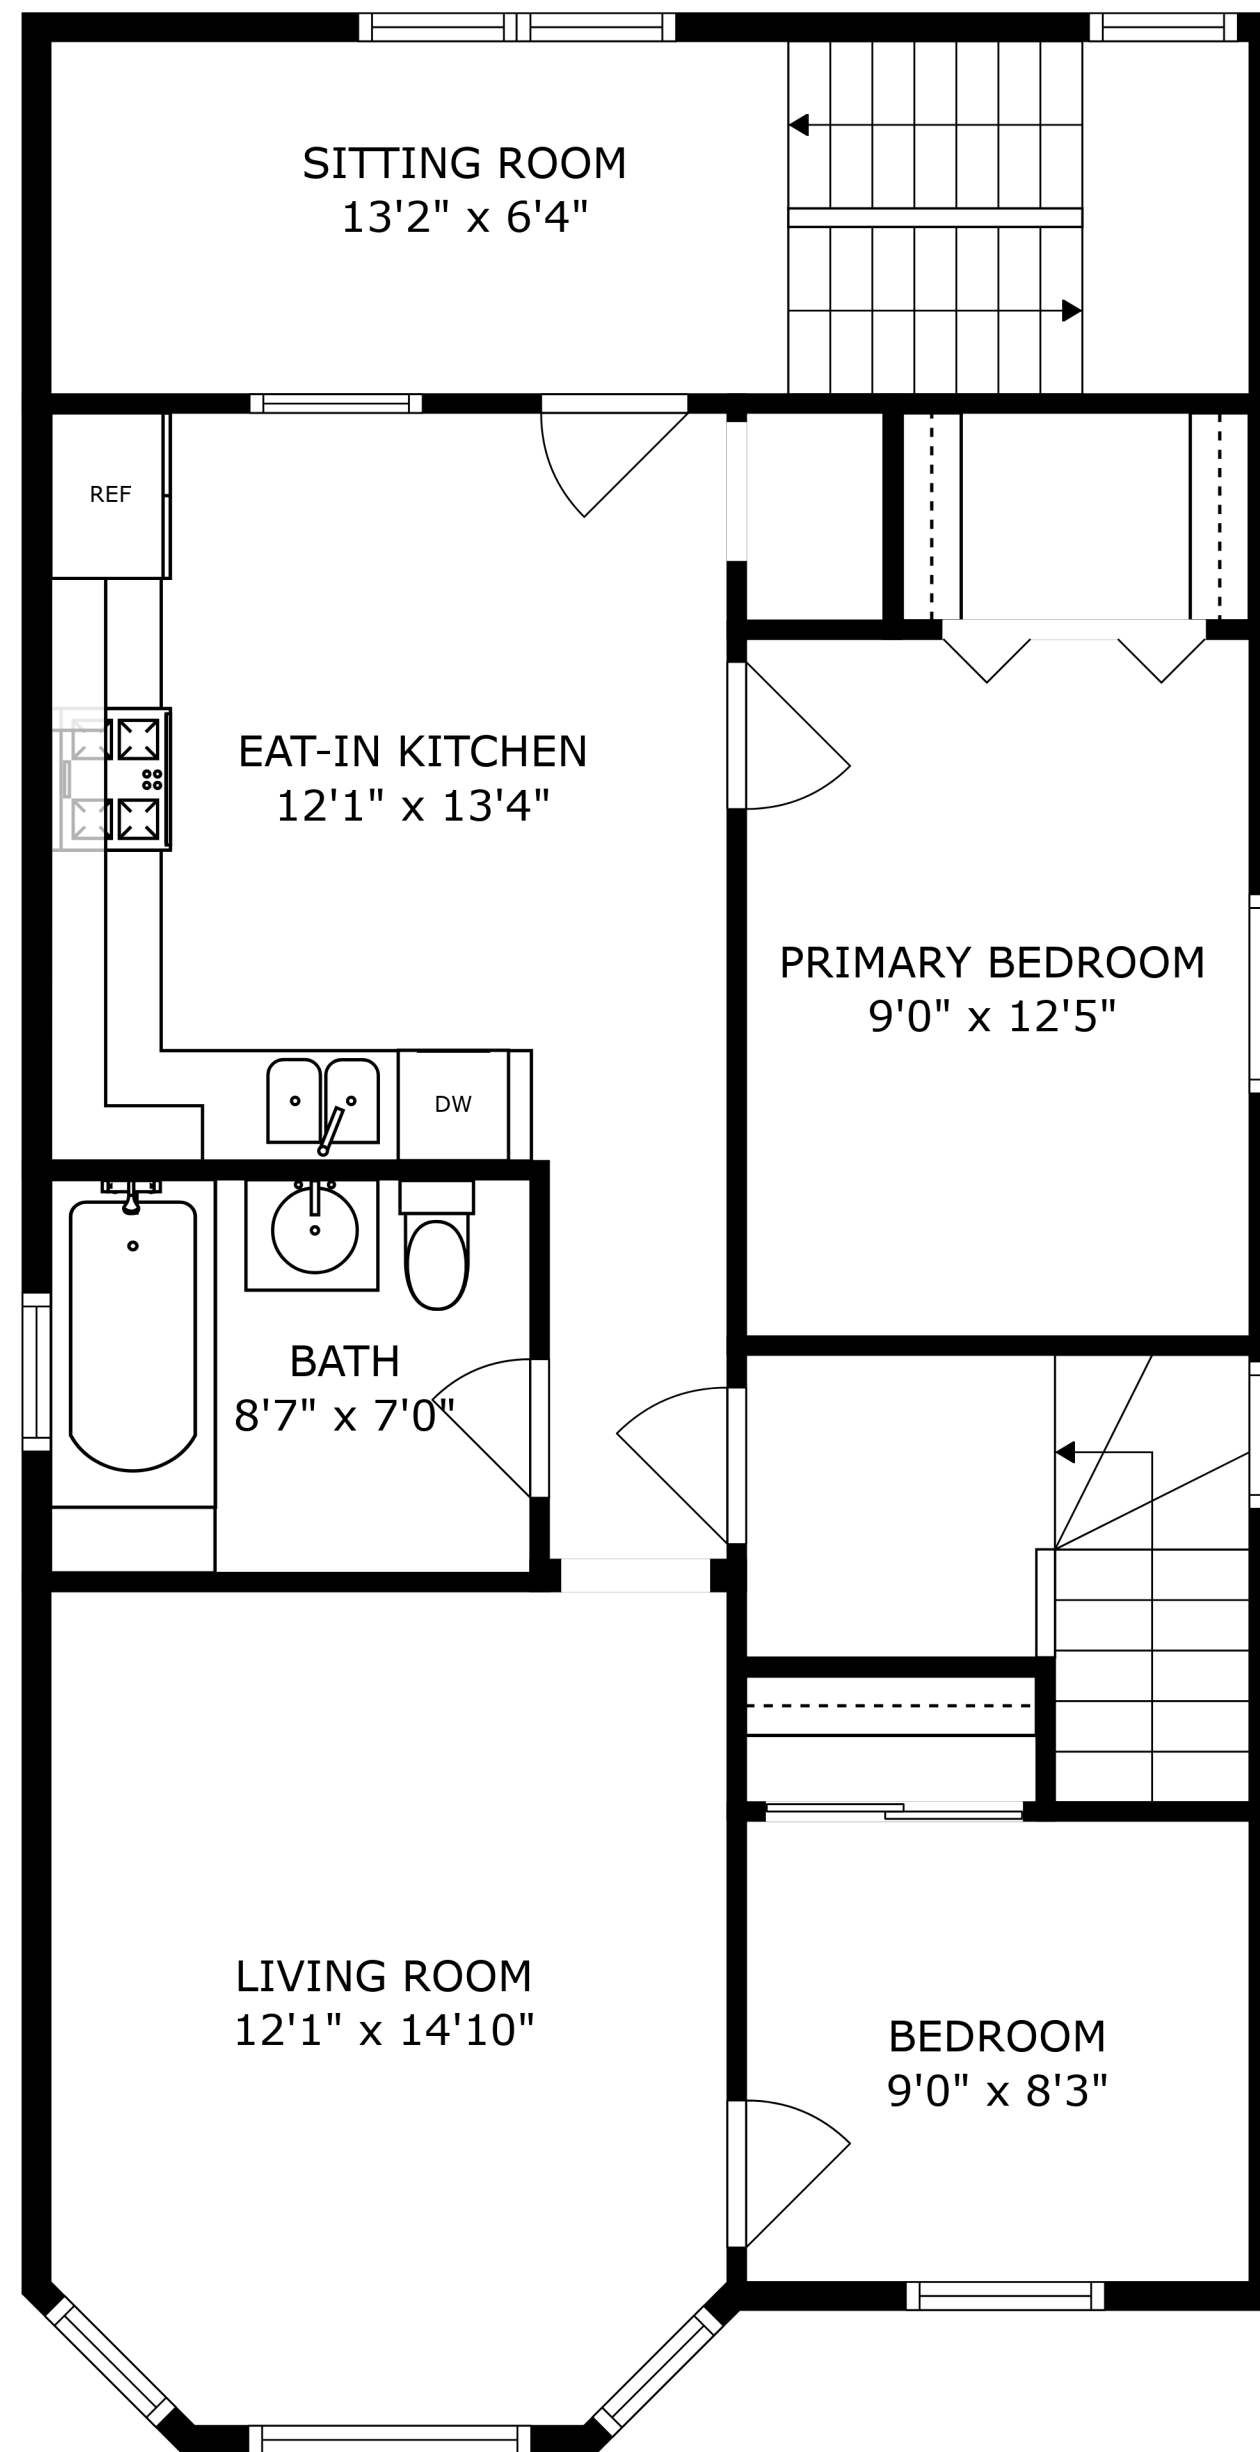 SITTING ROOM
13'2" x 6'4"
REF
EAT-IN KITCHEN
12'1" x 13'4"
PRIMARY BEDROOM
9'0" x 12'5"
DW
BATH
8'7" x 7'0"
LIVING ROOM
12'1" x 14'10"
BEDROOM
9'0" x 8'3"